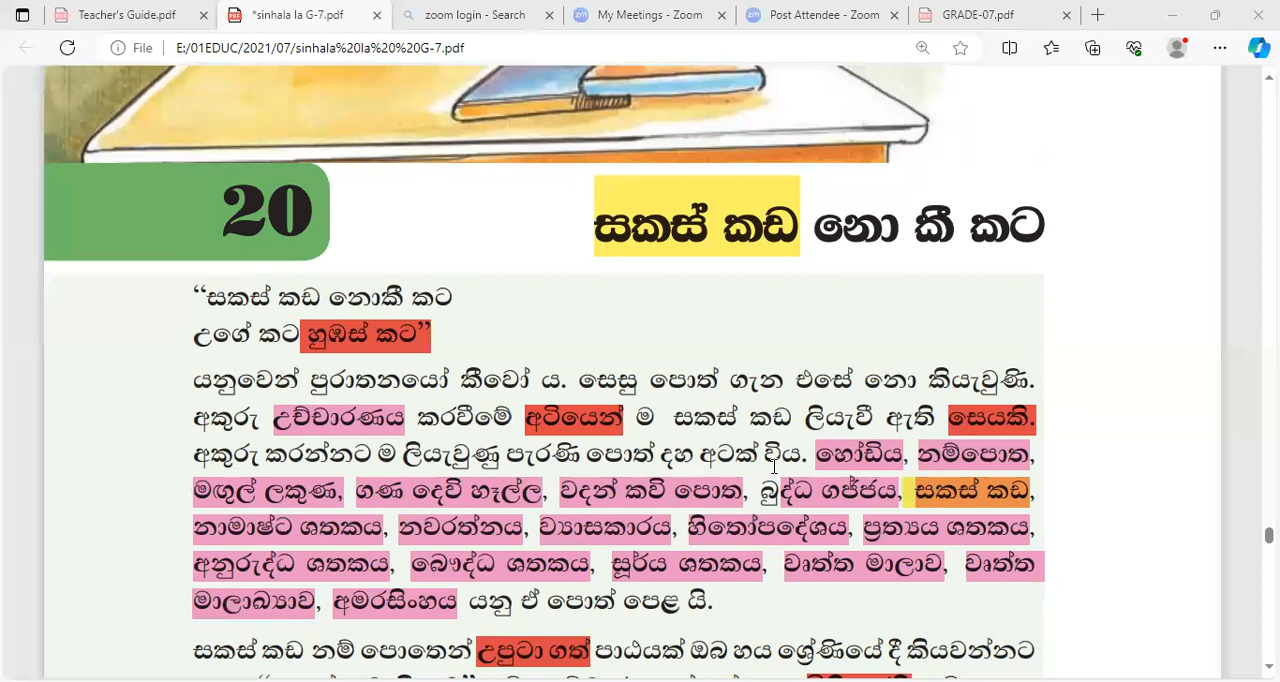 Teacher's Guide.pdf
*sinhala la G-7.pdf
zoom login - Search
My Meetings - Zoom
Post Attendee - Zoom
GRADE-07.pdf
File
E:/01EDUC/2021/07/sinhala%20la%20%20G-7.pdf
20
සකස් කඩ නො කී කට
“සකස් කඩ නොකී කට
උගේ කට හුඹස් කට”
යනුවෙන් පුරාතනයෝ කීවෝ ය. සෙසු පොත් ගැන එසේ නො කියැවුණි.
අකුරු උච්චාරණය කරවීමේ අටියෙන් ම සකස් කඩ ලියැවී ඇති සෙයකි.
අකුරු කරන්නට ම ලියැවුණු පැරණි පොත් දහ අටක් විය. හෝඩිය, නම්පොත,
මඟුල් ලකුණ, ගණ දෙවි හෑල්ල, වදන් කවි පොත, බුද්ධ ගජ්ජය, සකස් කඩ,
නාමාෂ්ට ශතකය, නවරත්නය, ව්‍යාසකාරය, හිතෝපදේශය, ප්‍රත්‍යය ශතකය,
අනුරුද්ධ ශතකය, බෞද්ධ ශතකය, සූර්ය ශතකය, වෘත්ත මාලාව, වෘත්ත
මාලාඛ්‍යාව, අමරසිංහය යනු ඒ පොත් පෙළ යි.
සකස් කඩ නම් පොතෙන් උපුටා ගත් පාඨයක් ඔබ හය ශ්‍රේණියේ දී කියවන්නට